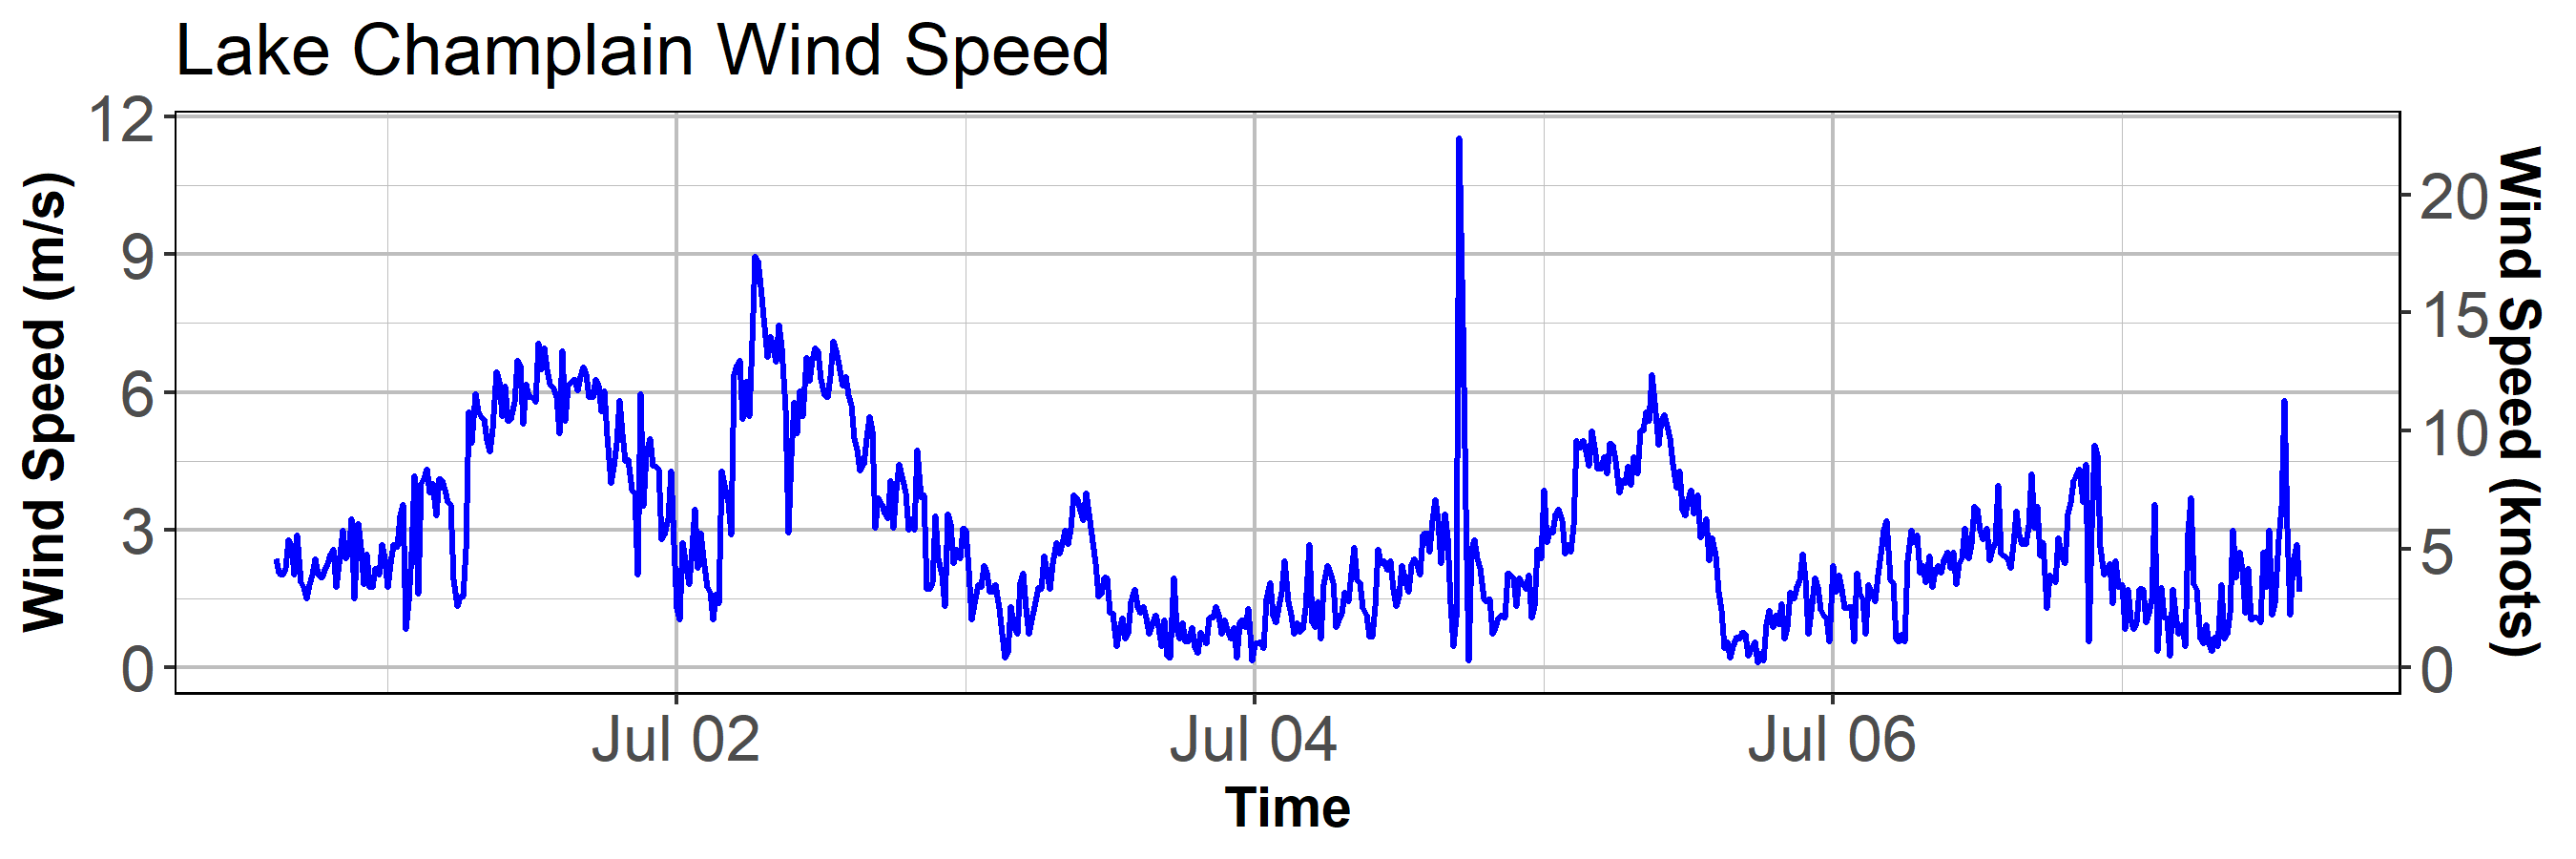 Lake Champlain Wind Speed
12
9
6
3
0
Wind Speed (m/s)
20
15
10
5
0
Wind Speed (knots)
Jul 02
Jul 04
Jul 06
Time